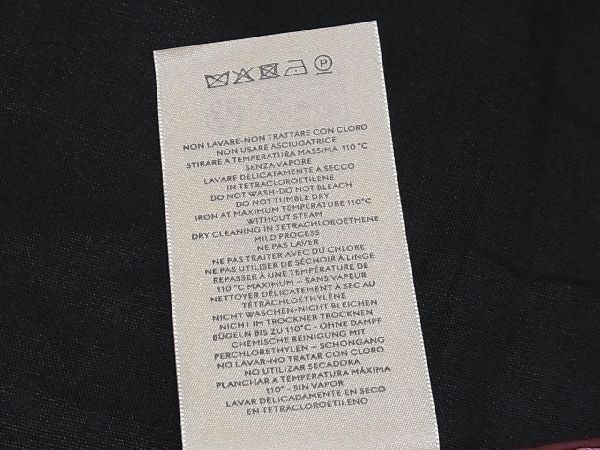 P
NON LAVARE-NON TRATTARE CON CLORO
NON USARE ASCIUGATRICE
STIRARE A TEMPERATURA MASSIMA 110 °C
SENZA VAPORE
LAVARE DELICATAMENTE A SECCO
IN TETRACLOROETILENE
DO NOT WASH-DO NOT BLEACH
DO NOT TUMBLE DRY
IRON AT MAXIMUM TEMPERATURE 110°C
WITHOUT STEAM
DRY CLEANING IN TETRACHLOROETHENE
MILD PROCESS
NE PAS LAVER
NE PAS TRAITER AVEC DU CHLORE
NE PAS UTILISER DE SÉCHOIR À LINGE
REPASSER À UNE TEMPÉRATURE DE
110 °C MAXIMUM – SANS VAPEUR
NETTOYER DÉLICATEMENT À SEC AU
TÉTRACHLOÉTHYLÈNE
NICHT WASCHEN-NICHT BLEICHEN
NICHT IM TROCKNER TROCKNEN
BÜGELN BIS ZU 110°C - OHNE DAMPF
CHEMISCHE REINIGUNG MIT
PERCHLORETHYLEN – SCHONGANG
NO LAVAR-NO TRATAR CON CLORO
NO UTILIZAR SECADORA
PLANCHAR A TEMPERATURA MÁXIMA
110° - SIN VAPOR
LAVAR DELICADAMENTE EN SECO
EN TETRACLOROETILENO